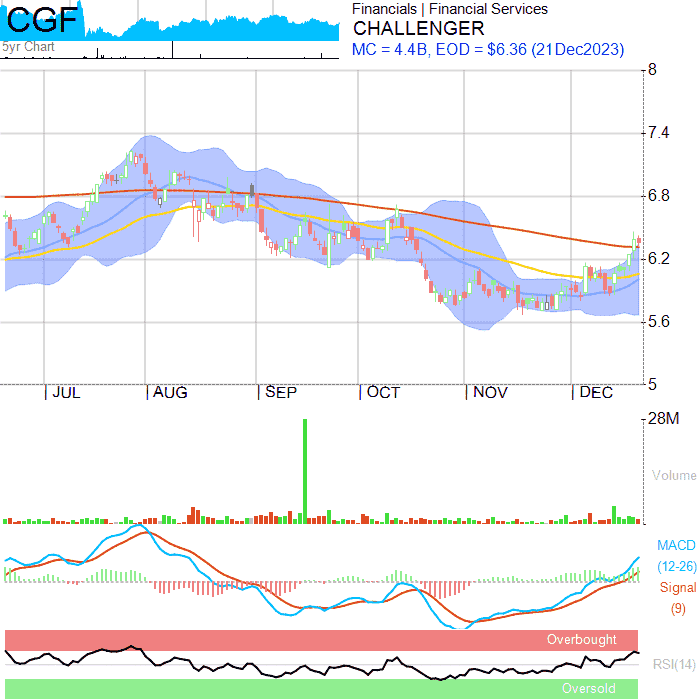 CGF
5yr Chart
Financials | Financial Services
CHALLENGER
MC = 4.4B, EOD = $6.36 (21Dec2023)
8
7.4
6.8
6.2
5.6
5
JUL AUG SEP OCT NOV DEC
28M
Volume
MACD
(12-26)
Signal
(9)
Overbought
RSI(14)
Oversold